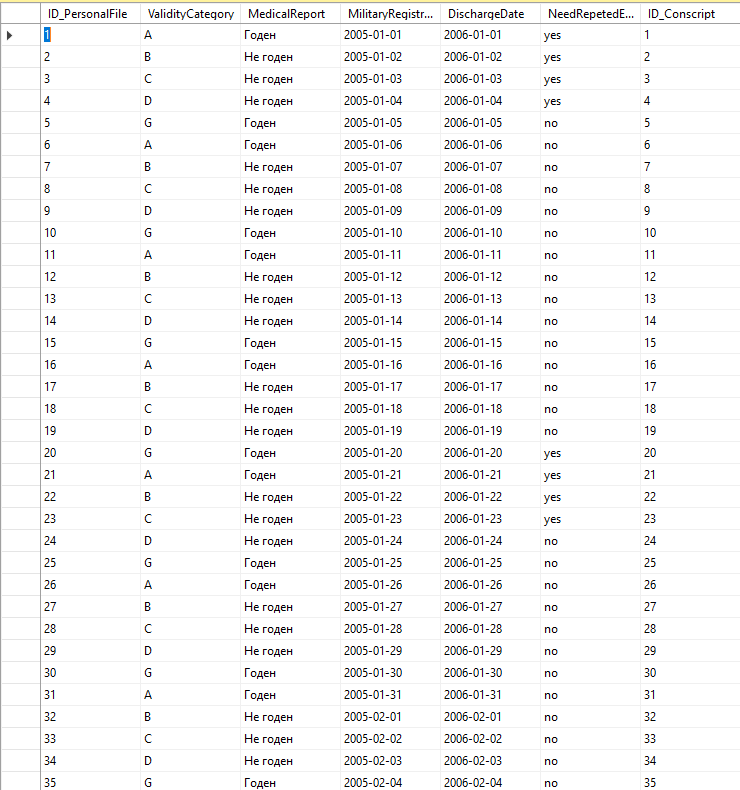 ID_PersonalFile ValidityCategory MedicalReport MilitaryRegistr... DischargeDate NeedRepetedE... ID_Conscript
1 A Годен 2005-01-01 2006-01-01 yes 1
2 B Не годен 2005-01-02 2006-01-02 yes 2
3 C Не годен 2005-01-03 2006-01-03 yes 3
4 D Не годен 2005-01-04 2006-01-04 yes 4
5 G Годен 2005-01-05 2006-01-05 no 5
6 A Годен 2005-01-06 2006-01-06 no 6
7 B Не годен 2005-01-07 2006-01-07 no 7
8 C Не годен 2005-01-08 2006-01-08 no 8
9 D Не годен 2005-01-09 2006-01-09 no 9
10 G Годен 2005-01-10 2006-01-10 no 10
11 A Годен 2005-01-11 2006-01-11 no 11
12 B Не годен 2005-01-12 2006-01-12 no 12
13 C Не годен 2005-01-13 2006-01-13 no 13
14 D Не годен 2005-01-14 2006-01-14 no 14
15 G Годен 2005-01-15 2006-01-15 no 15
16 A Годен 2005-01-16 2006-01-16 no 16
17 B Не годен 2005-01-17 2006-01-17 no 17
18 C Не годен 2005-01-18 2006-01-18 no 18
19 D Не годен 2005-01-19 2006-01-19 no 19
20 G Годен 2005-01-20 2006-01-20 yes 20
21 A Годен 2005-01-21 2006-01-21 yes 21
22 B Не годен 2005-01-22 2006-01-22 yes 22
23 C Не годен 2005-01-23 2006-01-23 yes 23
24 D Не годен 2005-01-24 2006-01-24 no 24
25 G Годен 2005-01-25 2006-01-25 no 25
26 A Годен 2005-01-26 2006-01-26 no 26
27 B Не годен 2005-01-27 2006-01-27 no 27
28 C Не годен 2005-01-28 2006-01-28 no 28
29 D Не годен 2005-01-29 2006-01-29 no 29
30 G Годен 2005-01-30 2006-01-30 no 30
31 A Годен 2005-01-31 2006-01-31 no 31
32 B Не годен 2005-02-01 2006-02-01 no 32
33 C Не годен 2005-02-02 2006-02-02 no 33
34 D Не годен 2005-02-03 2006-02-03 no 34
35 G Годен 2005-02-04 2006-02-04 no 35